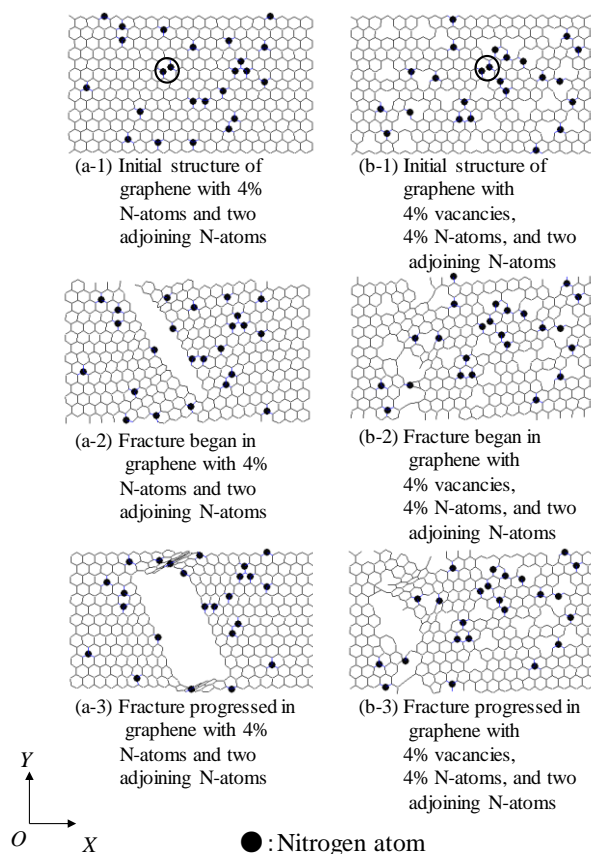 (a-1) Initial structure of
graphene with 4%
N-atoms and two
adjoining N-atoms
(b-1) Initial structure of
graphene with
4% vacancies,
4% N-atoms, and two
adjoining N-atoms
(a-2) Fracture began in
graphene with 4%
N-atoms and two
adjoining N-atoms
(b-2) Fracture began in
graphene with
4% vacancies,
4% N-atoms, and two
adjoining N-atoms
(a-3) Fracture progressed in
graphene with 4%
N-atoms and two
adjoining N-atoms
(b-3) Fracture progressed in
graphene with
4% vacancies,
4% N-atoms, and two
adjoining N-atoms
Y
O
X
: Nitrogen atom